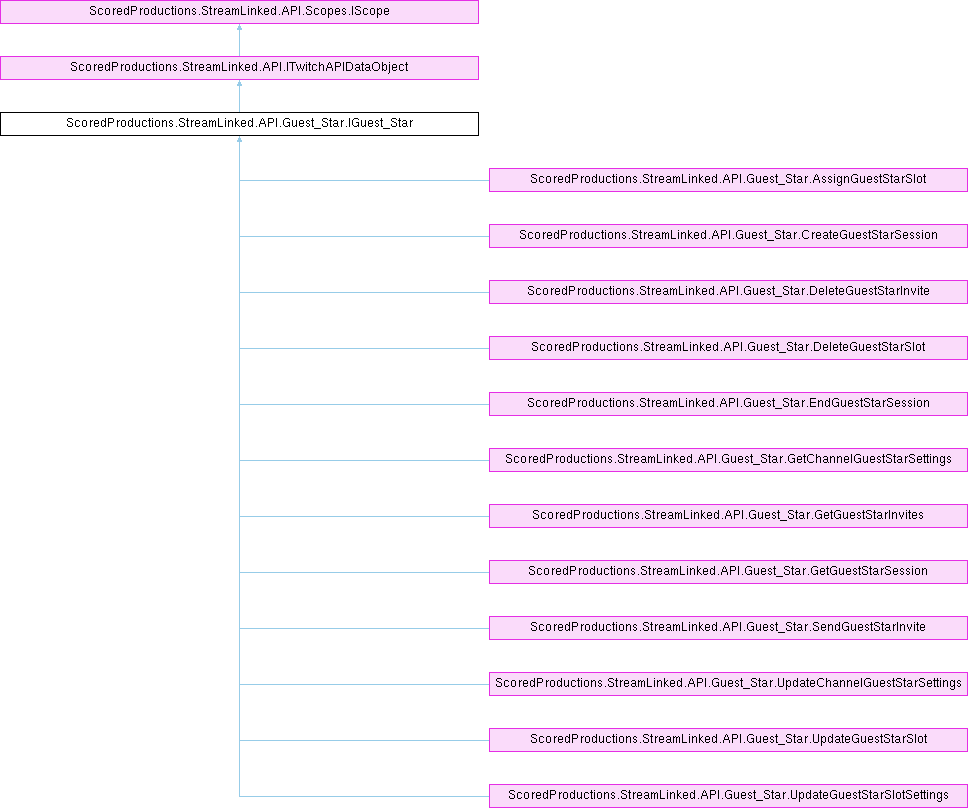 ScoredProductions.StreamLinked.API.Scopes.IScope
ScoredProductions.StreamLinked.API.ITwitchAPIDataObject
ScoredProductions.StreamLinked.API.Guest_Star.IGuest_Star
ScoredProductions.StreamLinked.API.Guest_Star.AssignGuestStarSlot
ScoredProductions.StreamLinked.API.Guest_Star.CreateGuestStarSession
ScoredProductions.StreamLinked.API.Guest_Star.DeleteGuestStarInvite
ScoredProductions.StreamLinked.API.Guest_Star.DeleteGuestStarSlot
ScoredProductions.StreamLinked.API.Guest_Star.EndGuestStarSession
ScoredProductions.StreamLinked.API.Guest_Star.GetChannelGuestStarSettings
ScoredProductions.StreamLinked.API.Guest_Star.GetGuestStarInvites
ScoredProductions.StreamLinked.API.Guest_Star.GetGuestStarSession
ScoredProductions.StreamLinked.API.Guest_Star.SendGuestStarInvite
ScoredProductions.StreamLinked.API.Guest_Star.UpdateChannelGuestStarSettings
ScoredProductions.StreamLinked.API.Guest_Star.UpdateGuestStarSlot
ScoredProductions.StreamLinked.API.Guest_Star.UpdateGuestStarSlotSettings